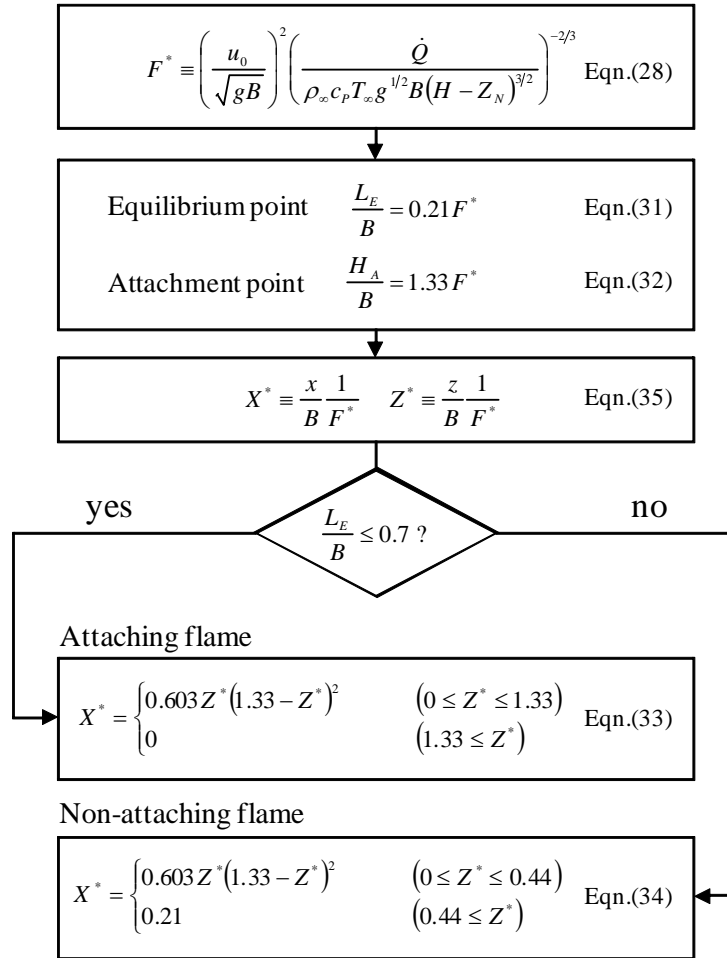 F* ≡ (u₀/√(gB))² (Q̇/(ρ∞ c_P T∞ g^{1/2} B(H − Z_N)^{3/2}))^{−2/3} Eqn.(28)
Equilibrium point L_E/B = 0.21F* Eqn.(31)
Attachment point H_A/B = 1.33F* Eqn.(32)
X* ≡ x/B 1/F* Z* ≡ z/B 1/F* Eqn.(35)
yes no
L_E/B ≤ 0.7 ?
Attaching flame
X* = { 0.603Z*(1.33 − Z*)² (0 ≤ Z* ≤ 1.33)
0 (1.33 ≤ Z*) Eqn.(33)
Non-attaching flame
X* = { 0.603Z*(1.33 − Z*)² (0 ≤ Z* ≤ 0.44)
0.21 (0.44 ≤ Z*) Eqn.(34)